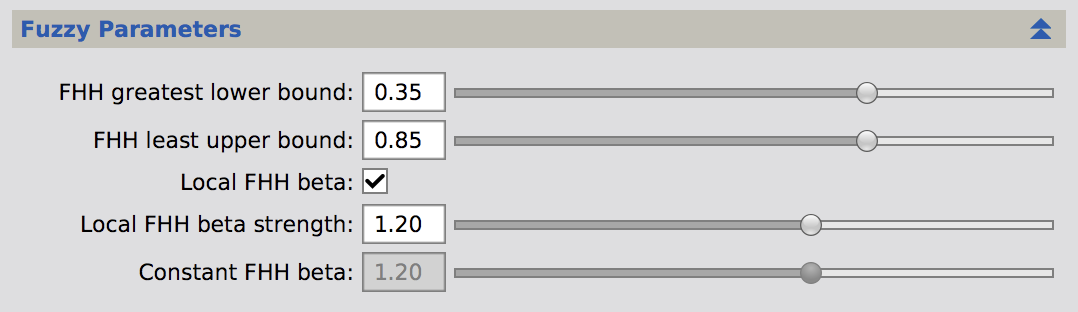 Fuzzy Parameters
FHH greatest lower bound: 0.35
FHH least upper bound: 0.85
Local FHH beta:
Local FHH beta strength: 1.20
Constant FHH beta: 1.20